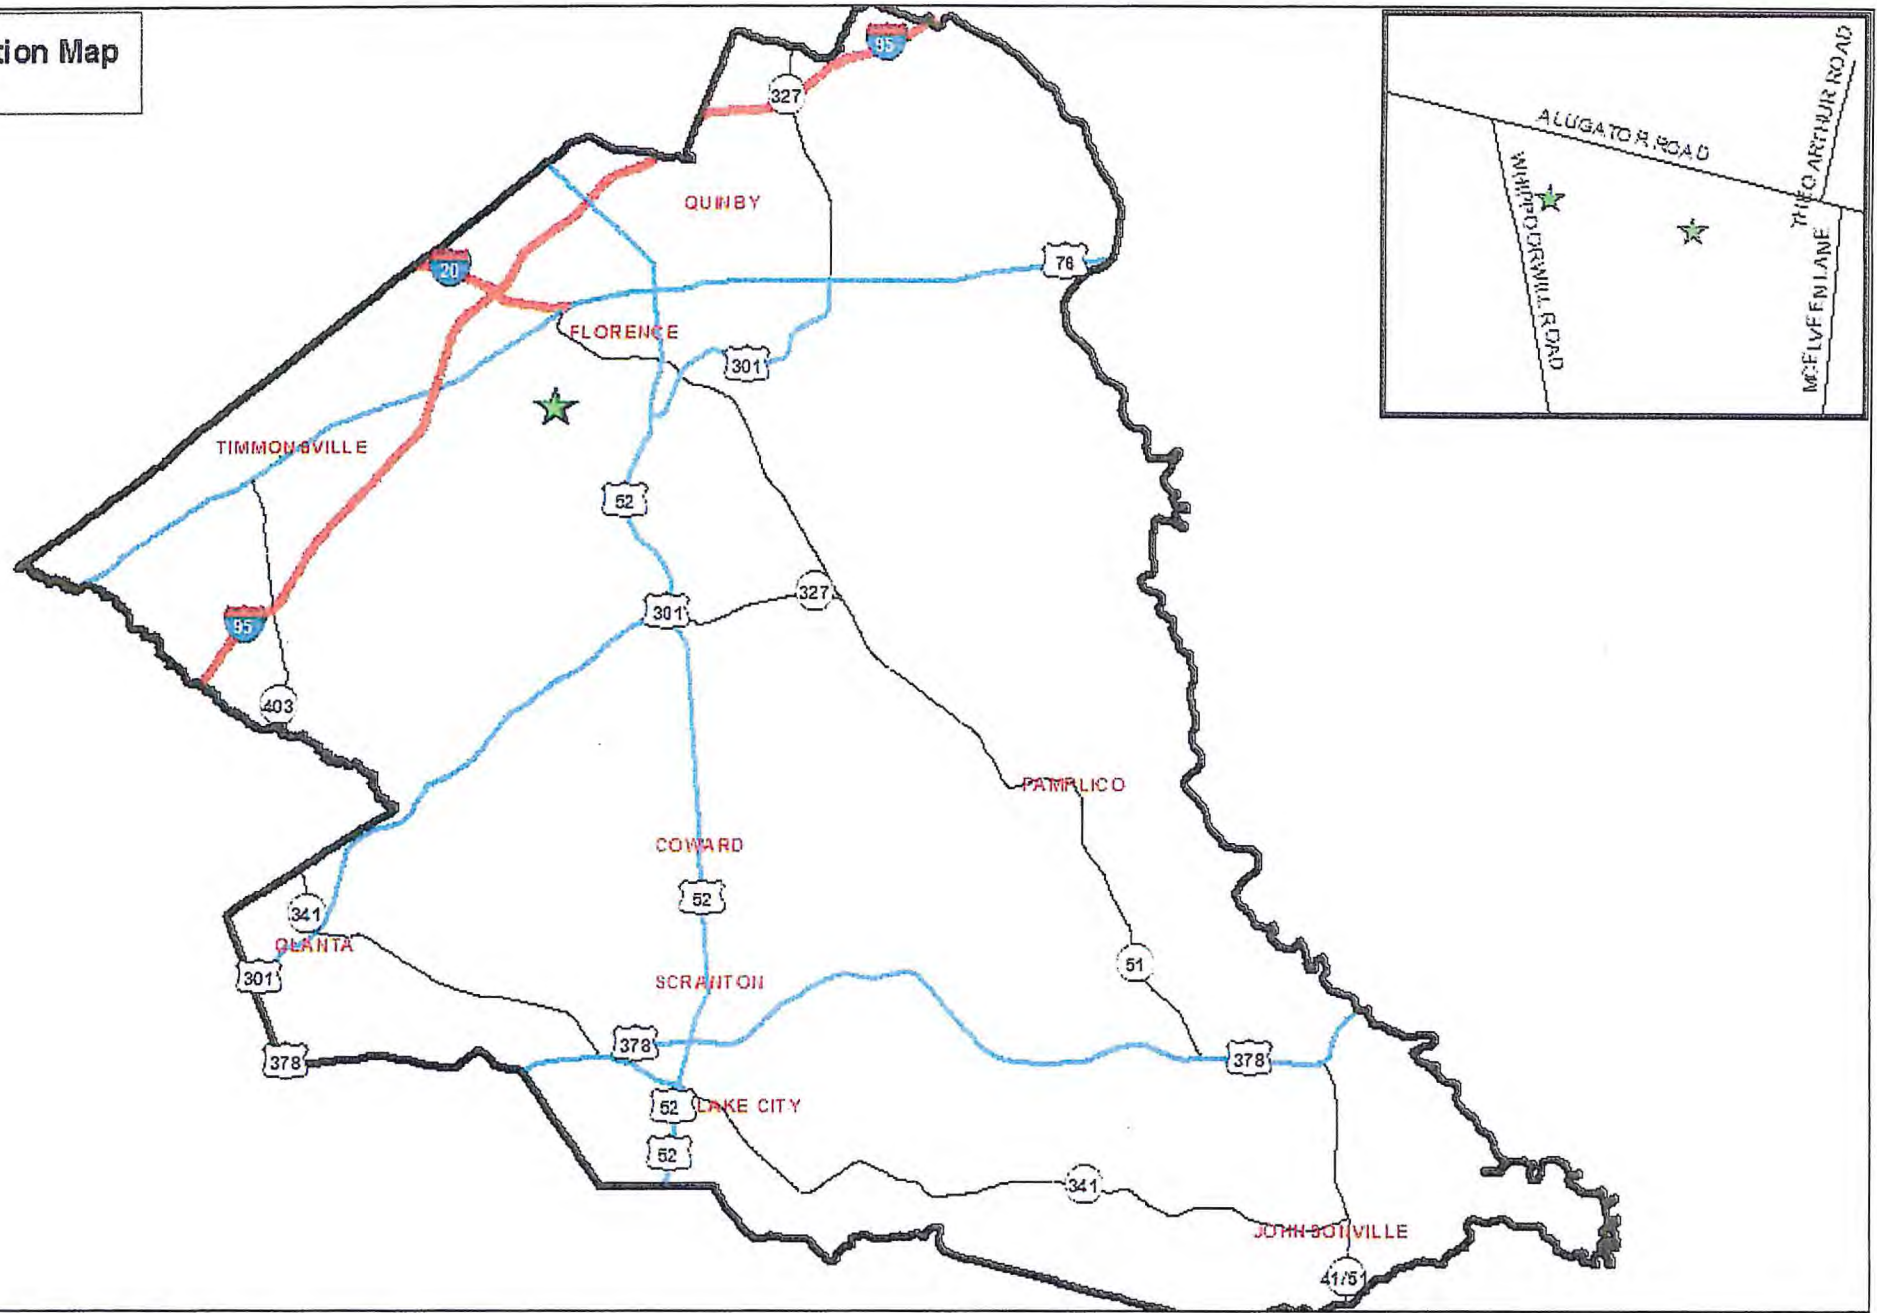 tion Map
95
327
QUINBY
20
76
FLORENCE
301
TIMMONSVILLE
52
327
301
95
403
PAMPLICO
COWARD
52
341
OLANTA
51
301
SCRANTON
378
378
378
52
LAKE CITY
52
341
JOHNSONVILLE
41/51
ALLIGATOR ROAD
THEO ARTHUR ROAD
WHIPPOORWILL ROAD
MCELVEEN LANE